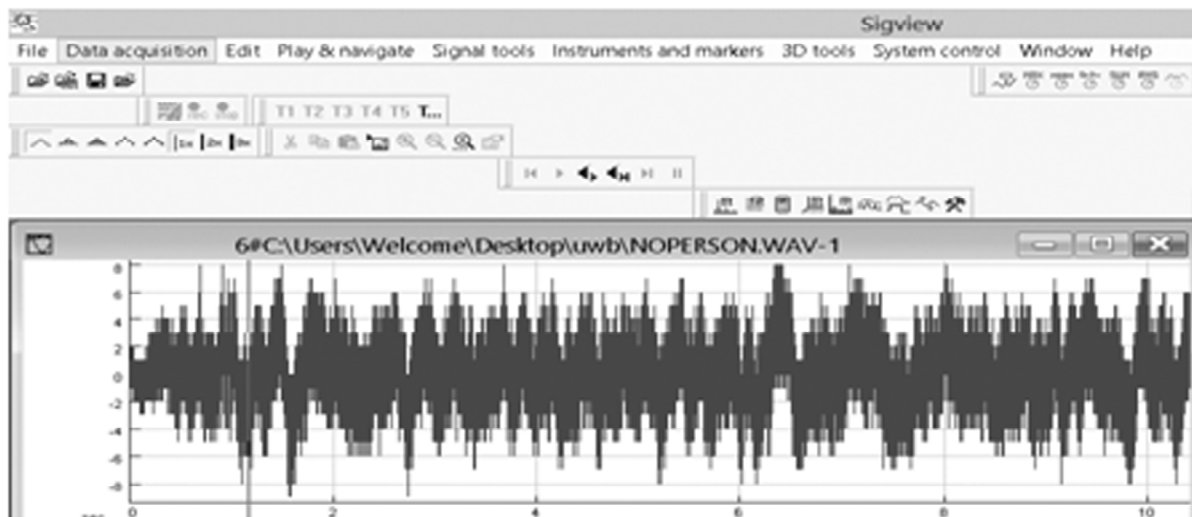 Sigview
File Data acquisition Edit Play & navigate Signal tools Instruments and markers 3D tools System control Window Help
T1 T2 T3 T4 T5 T...
6#C:\Users\Welcome\Desktop\uwb\NOPERSON.WAV-1
8
6
4
2
0
-2
-4
-6
-8
0 2 4 6 8 10